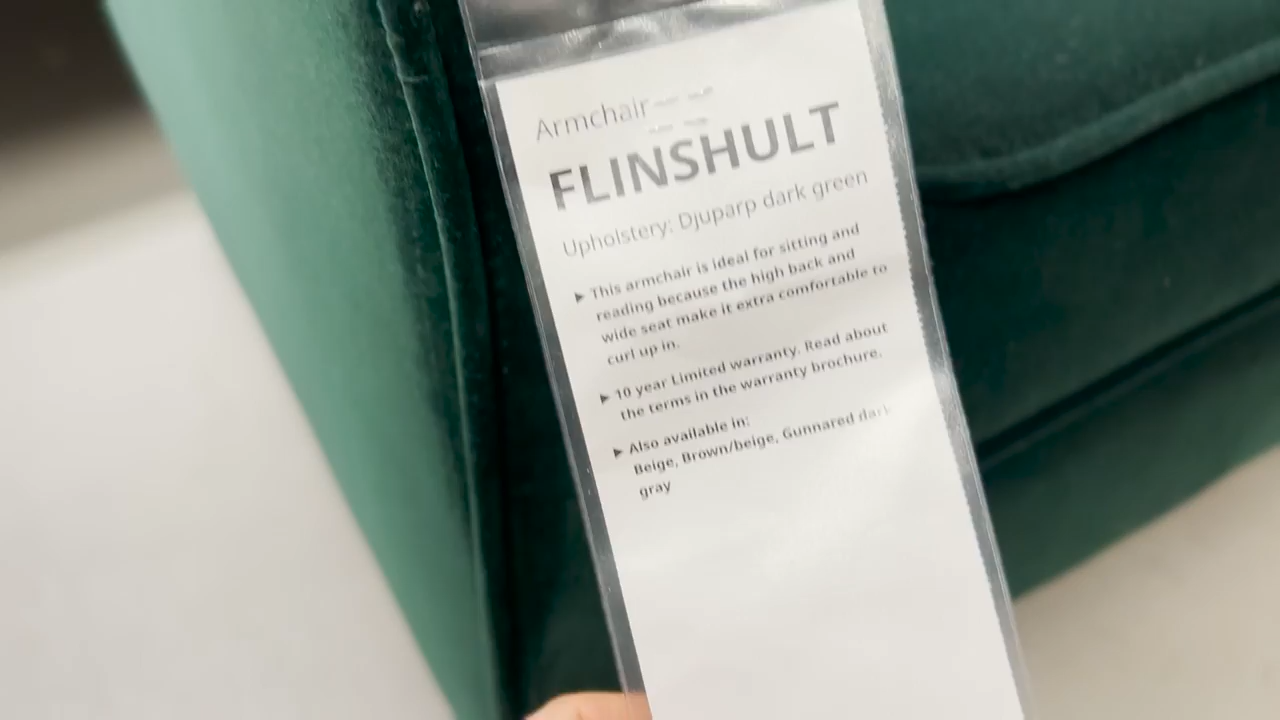 Armchair
FLINSHULT
Upholstery: Djuparp dark green
▸ This armchair is ideal for sitting and
reading because the high back and
wide seat make it extra comfortable to
curl up in.
▸ 10 year Limited warranty. Read about
the terms in the warranty brochure.
▸ Also available in:
Beige, Brown/beige, Gunnared dark
gray